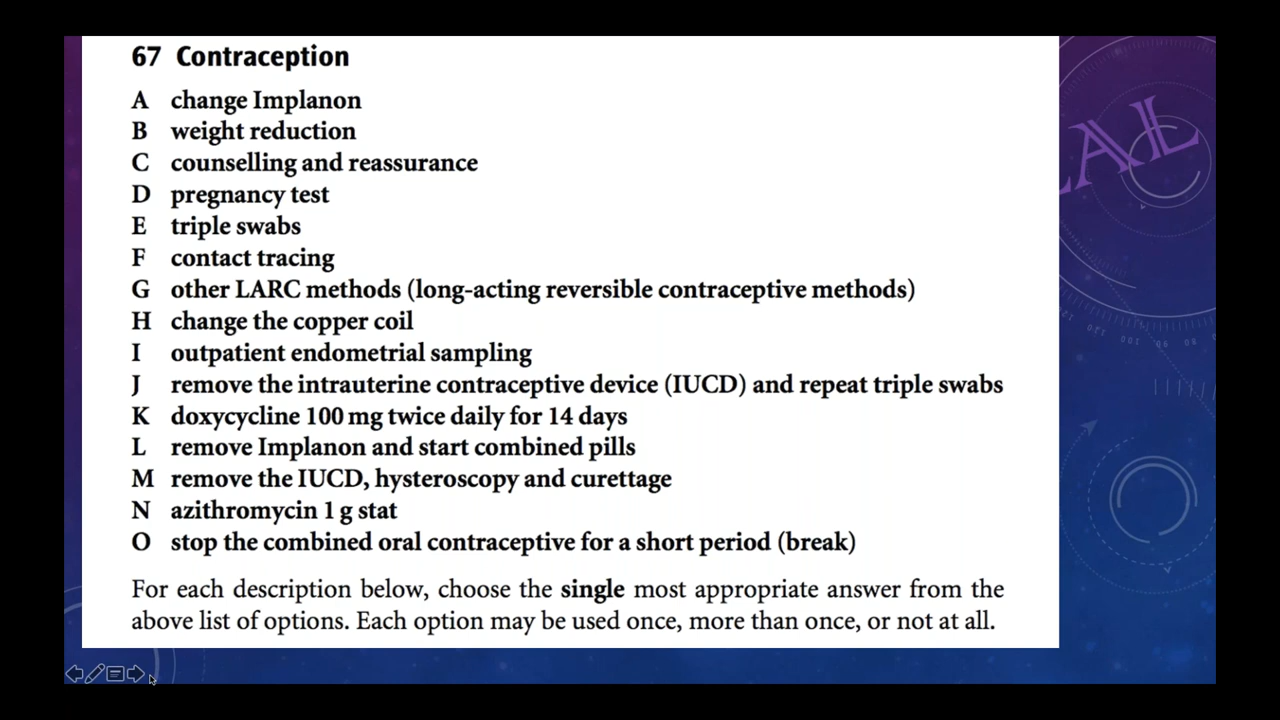 67 Contraception
A change Implanon
B weight reduction
C counselling and reassurance
D pregnancy test
E triple swabs
F contact tracing
G other LARC methods (long-acting reversible contraceptive methods)
H change the copper coil
I outpatient endometrial sampling
J remove the intrauterine contraceptive device (IUCD) and repeat triple swabs
K doxycycline 100 mg twice daily for 14 days
L remove Implanon and start combined pills
M remove the IUCD, hysteroscopy and curettage
N azithromycin 1 g stat
O stop the combined oral contraceptive for a short period (break)
For each description below, choose the single most appropriate answer from the
above list of options. Each option may be used once, more than once, or not at all.
AL